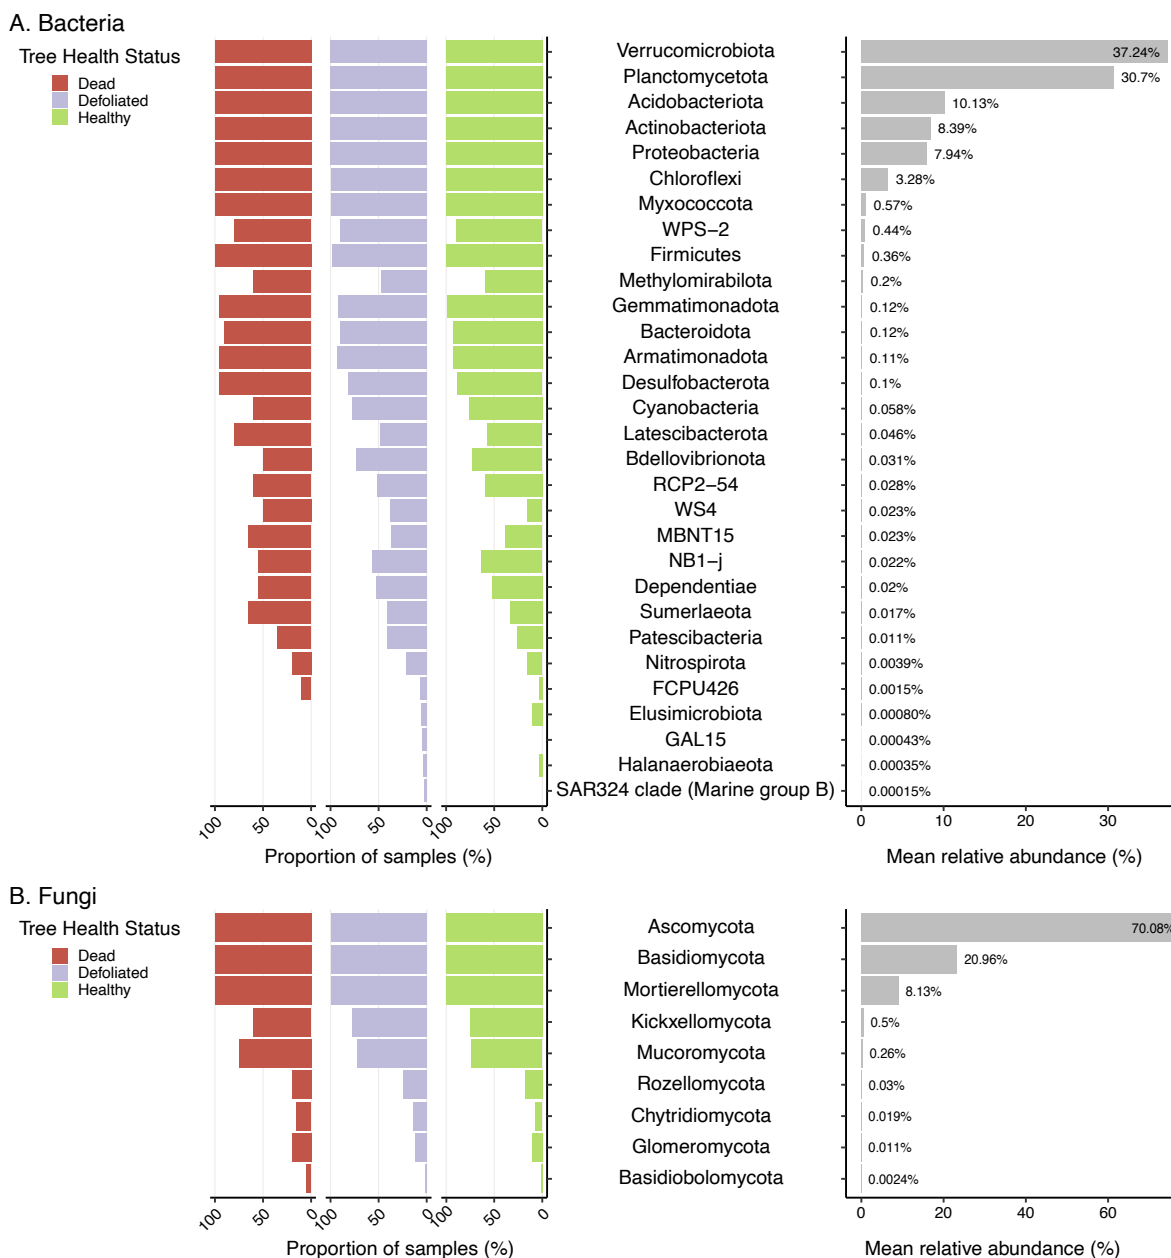 A. Bacteria
Tree Health Status
Dead
Defoliated
Healthy
Verrucomicrobiota 37.24%
Planctomycetota 30.7%
Acidobacteriota 10.13%
Actinobacteriota 8.39%
Proteobacteria 7.94%
Chloroflexi 3.28%
Myxococcota 0.57%
WPS−2 0.44%
Firmicutes 0.36%
Methylomirabilota 0.2%
Gemmatimonadota 0.12%
Bacteroidota 0.12%
Armatimonadota 0.11%
Desulfobacterota 0.1%
Cyanobacteria 0.058%
Latescibacterota 0.046%
Bdellovibrionota 0.031%
RCP2−54 0.028%
WS4 0.023%
MBNT15 0.023%
NB1−j 0.022%
Dependentiae 0.02%
Sumerlaeota 0.017%
Patescibacteria 0.011%
Nitrospirota 0.0039%
FCPU426 0.0015%
Elusimicrobiota 0.00080%
GAL15 0.00043%
Halanaerobiaeota 0.00035%
SAR324 clade (Marine group B) 0.00015%
100 50 0 100 50 0 100 50 0 0 10 20 30
Proportion of samples (%) Mean relative abundance (%)
B. Fungi
Tree Health Status
Dead
Defoliated
Healthy
Ascomycota 70.08%
Basidiomycota 20.96%
Mortierellomycota 8.13%
Kickxellomycota 0.5%
Mucoromycota 0.26%
Rozellomycota 0.03%
Chytridiomycota 0.019%
Glomeromycota 0.011%
Basidiobolomycota 0.0024%
100 50 0 100 50 0 100 50 0 0 20 40 60
Proportion of samples (%) Mean relative abundance (%)